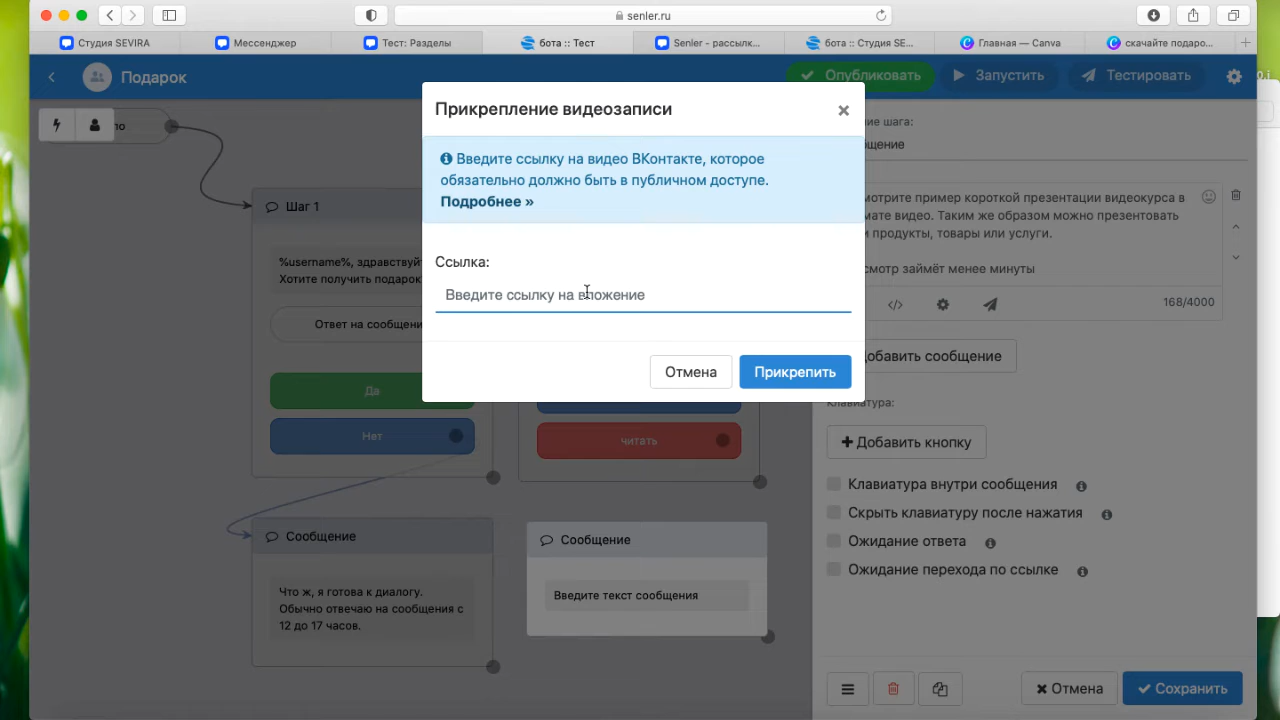 senler.ru
Студия SEVIRA
Мессенджер
Тест: Разделы
бота :: Тест
Senler - рассылк...
бота :: Студия SE...
Главная — Canva
скачайте подаро...
Подарок
Опубликовать
Запустить
Тестировать
ло
Шаг 1
%username%, здравствуй
Хотите получить подарок
Ответ на сообщени
Да
Нет
читать
Сообщение
Что ж, я готова к диалогу.
Обычно отвечаю на сообщения с
12 до 17 часов.
Сообщение
Введите текст сообщения
Прикрепление видеозаписи
×
Введите ссылку на видео ВКонтакте, которое
обязательно должно быть в публичном доступе.
Подробнее »
Ссылка:
Введите ссылку на вложение
Отмена
Прикрепить
ие шага:
щение
мотрите пример короткой презентации видеокурса в
мате видео. Таким же образом можно презентовать
и продукты, товары или услуги.
смотр займёт менее минуты
168/4000
обавить сообщение
Клавиатура:
+ Добавить кнопку
Клавиатура внутри сообщения
Скрыть клавиатуру после нажатия
Ожидание ответа
Ожидание перехода по ссылке
Отмена
Сохранить